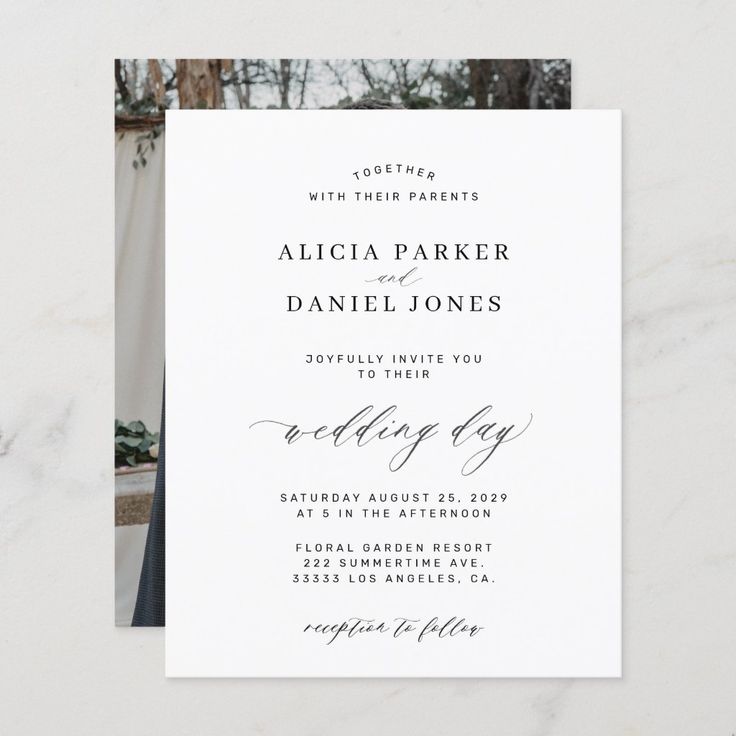 TOGETHER
WITH THEIR PARENTS
ALICIA PARKER
and
DANIEL JONES
JOYFULLY INVITE YOU
TO THEIR
wedding day
SATURDAY AUGUST 25, 2029
AT 5 IN THE AFTERNOON
FLORAL GARDEN RESORT
222 SUMMERTIME AVE.
33333 LOS ANGELES, CA.
reception to follow